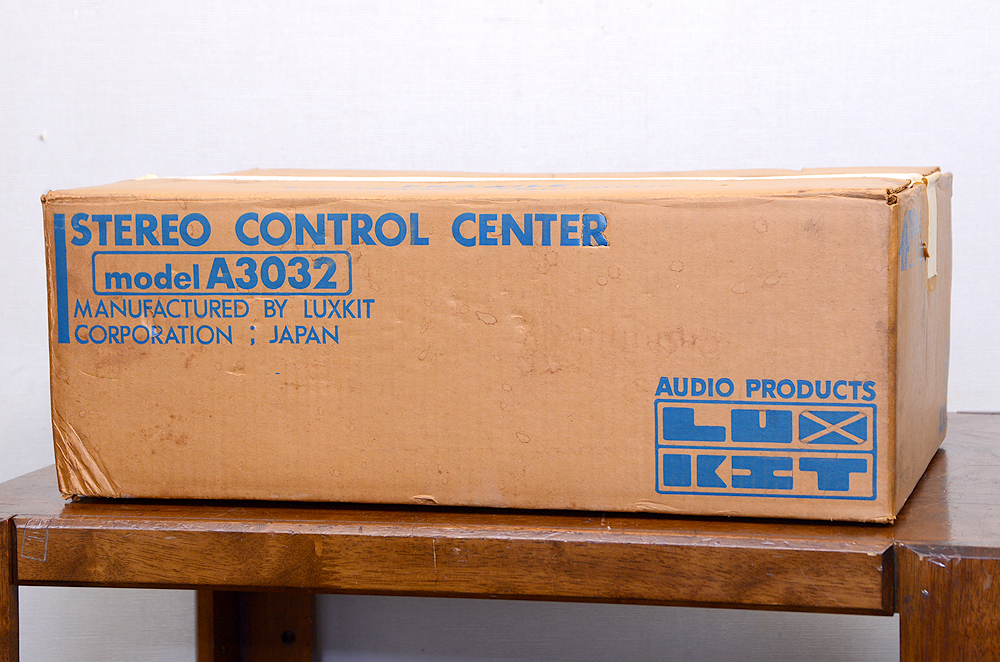 STEREO CONTROL CENTER
model A3032
MANUFACTURED BY LUXKIT
CORPORATION ; JAPAN
AUDIO PRODUCTS
LUX
KIT